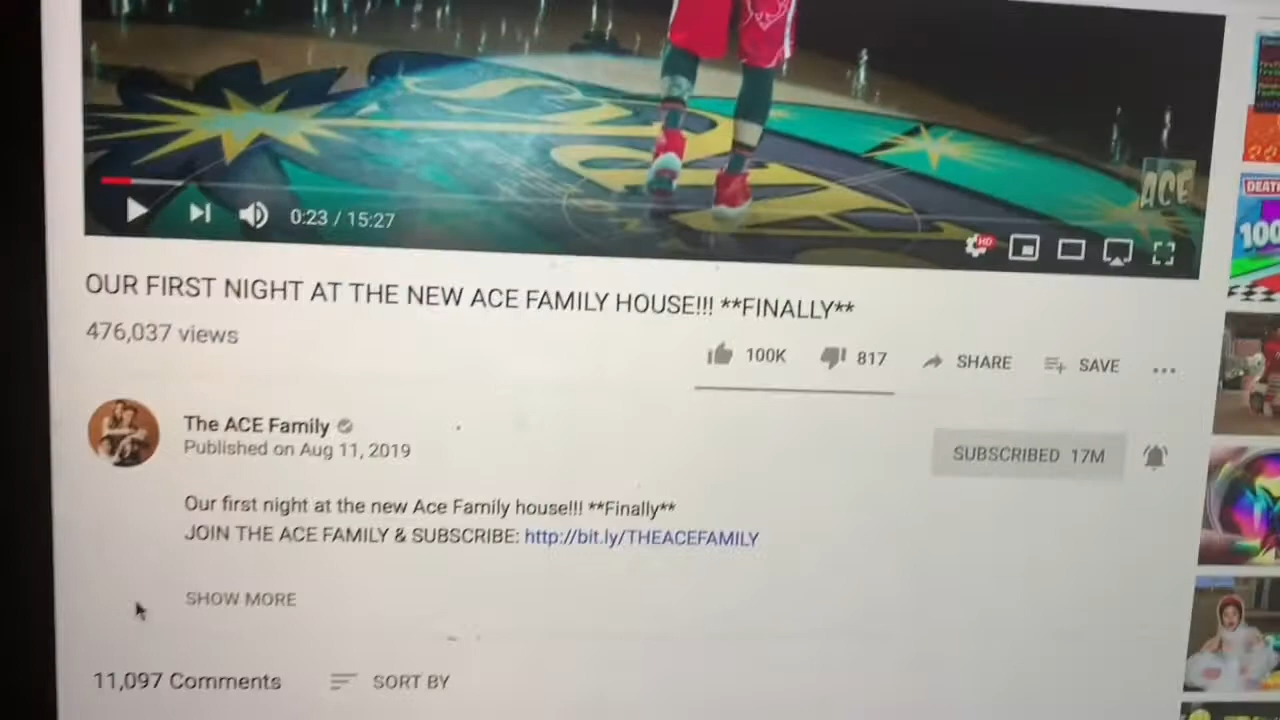 ACE
0:23 / 15:27
HD
OUR FIRST NIGHT AT THE NEW ACE FAMILY HOUSE!!! **FINALLY**
476,037 views
100K
817
SHARE
SAVE
The ACE Family
Published on Aug 11, 2019
SUBSCRIBED 17M
Our first night at the new Ace Family house!!! **Finally**
JOIN THE ACE FAMILY & SUBSCRIBE: http://bit.ly/THEACEFAMILY
SHOW MORE
11,097 Comments
SORT BY
DEAT
100